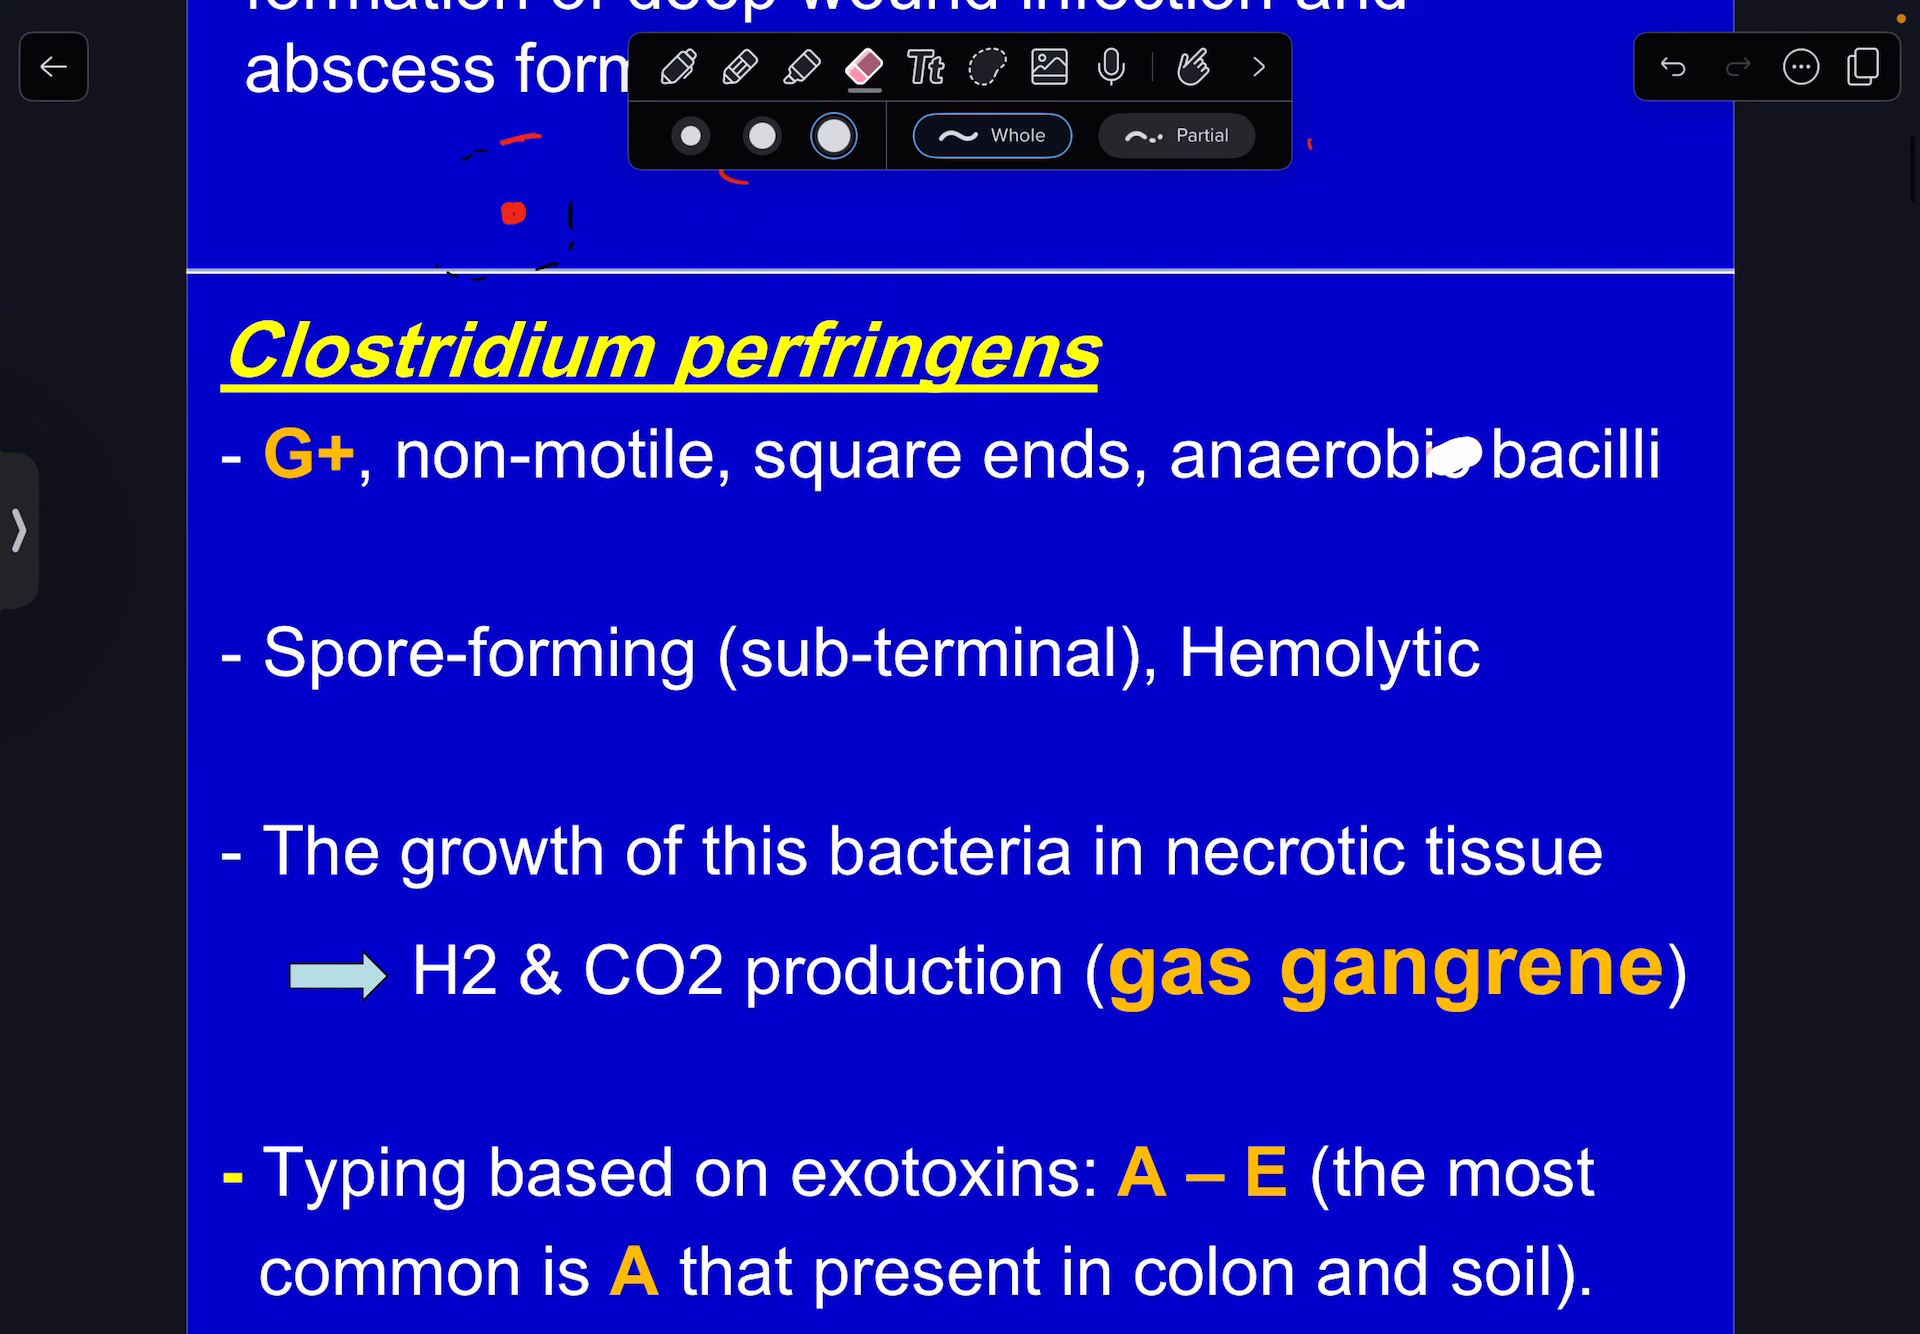 abscess
Tt
Whole
Partial
Clostridium perfringens
- G+, non-motile, square ends, bacilli
- Spore-forming (sub-terminal), Hemolytic
- The growth of this bacteria in necrotic tissue
H2 & CO2 production (gas gangrene)
- Typing based on exotoxins: A – E (the most
common is A that present in colon and soil).